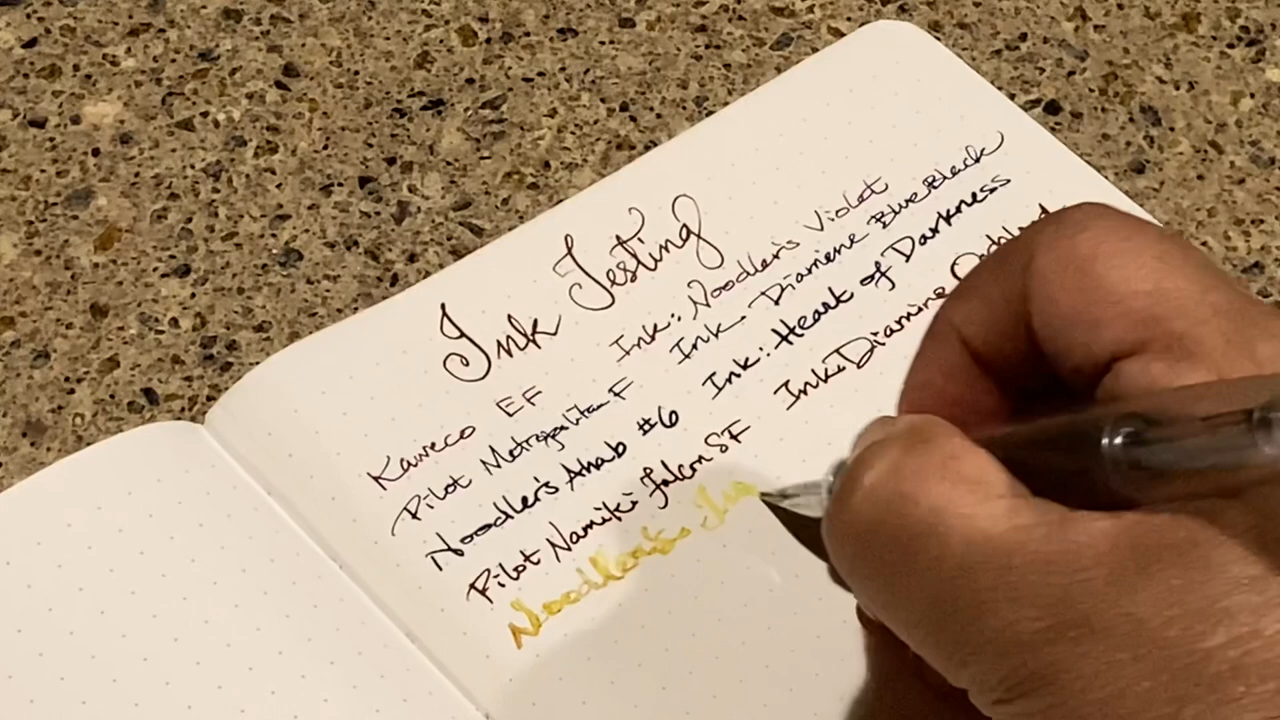 Ink Testing
Kaweco EF Ink: Noodler's Violet
Pilot Metropolitan F Ink. Diamine Blue Black
Noodler's Ahab #6 Ink: Heart of Darkness
Pilot Namiki Falcon SF Ink: Diamine
Noodler's